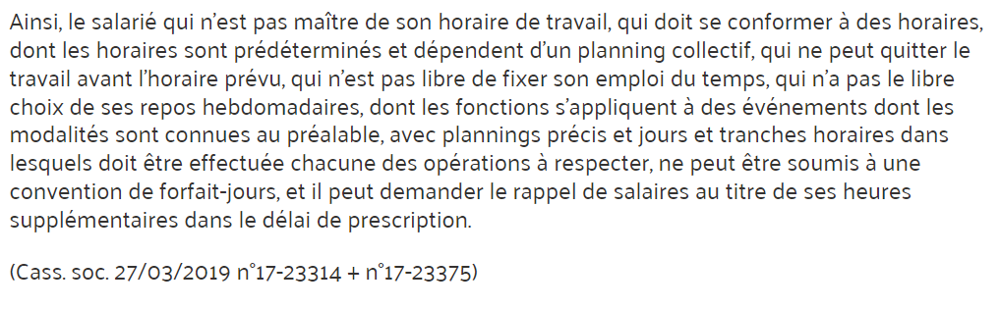 Ainsi, le salarié qui n’est pas maître de son horaire de travail, qui doit se conformer à des horaires,
dont les horaires sont prédéterminés et dépendent d’un planning collectif, qui ne peut quitter le
travail avant l’horaire prévu, qui n’est pas libre de fixer son emploi du temps, qui n’a pas le libre
choix de ses repos hebdomadaires, dont les fonctions s’appliquent à des événements dont les
modalités sont connues au préalable, avec plannings précis et jours et tranches horaires dans
lesquels doit être effectuée chacune des opérations à respecter, ne peut être soumis à une
convention de forfait-jours, et il peut demander le rappel de salaires au titre de ses heures
supplémentaires dans le délai de prescription.
(Cass. soc. 27/03/2019 n°17-23314 + n°17-23375)